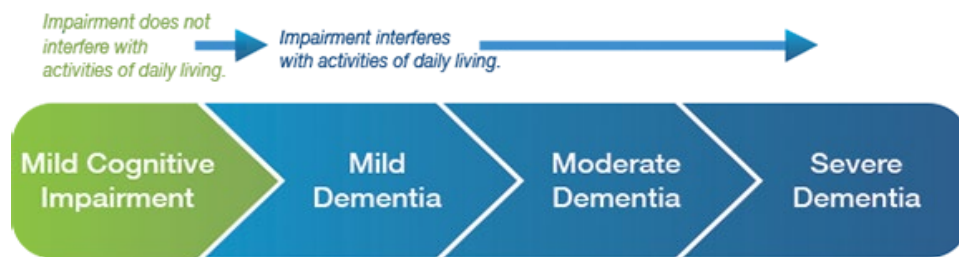 Impairment does not
interfere with
activities of daily living.
Impairment interferes
with activities of daily living.
Mild Cognitive
Impairment
Mild
Dementia
Moderate
Dementia
Severe
Dementia